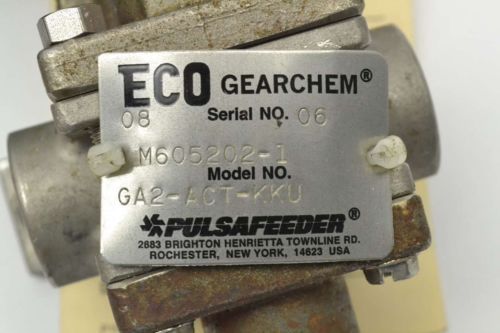 ECO GEARCHEM®
08 Serial NO. 06
M605202-1
Model NO.
GA2-ACT-KKU
PULSAFEEDER®
2883 BRIGHTON HENRIETTA TOWNLINE RD.
ROCHESTER, NEW YORK, 14623 USA